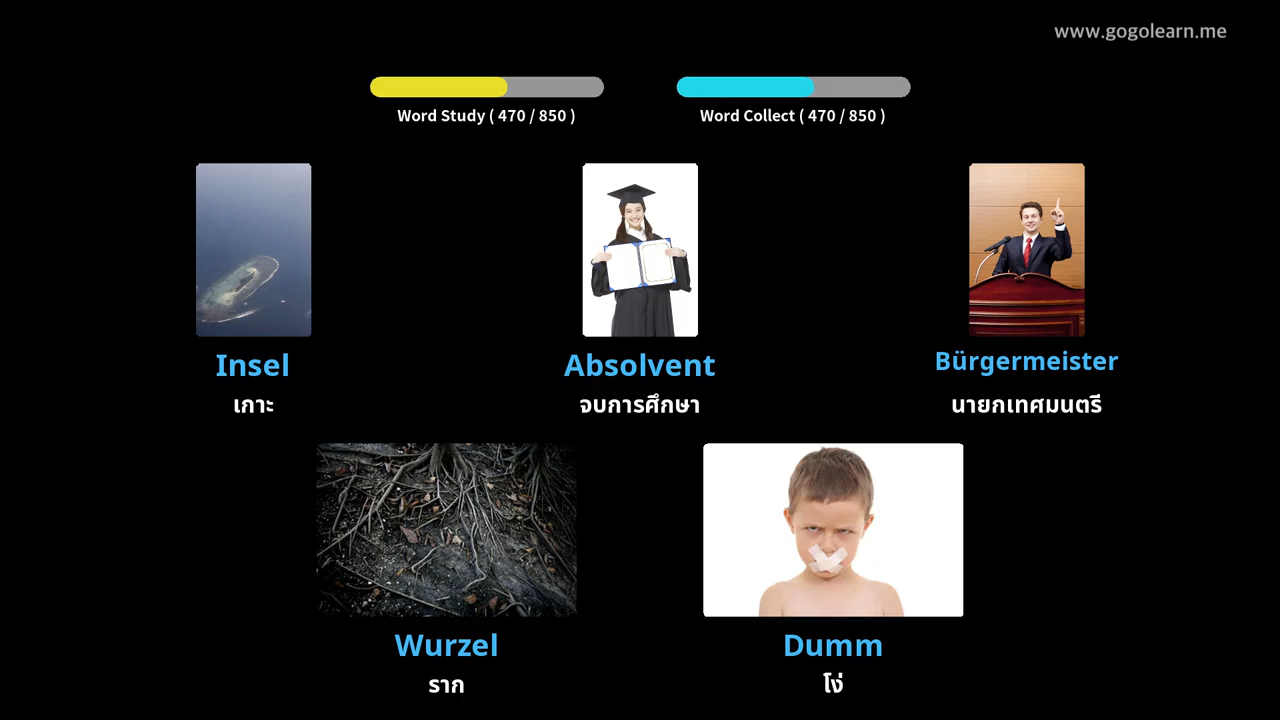 www.gogolearn.me
Word Study ( 470 / 850 )
Word Collect ( 470 / 850 )
Insel
เกาะ
Absolvent
จบการศึกษา
Bürgermeister
นายกเทศมนตรี
Wurzel
ราก
Dumm
โง่